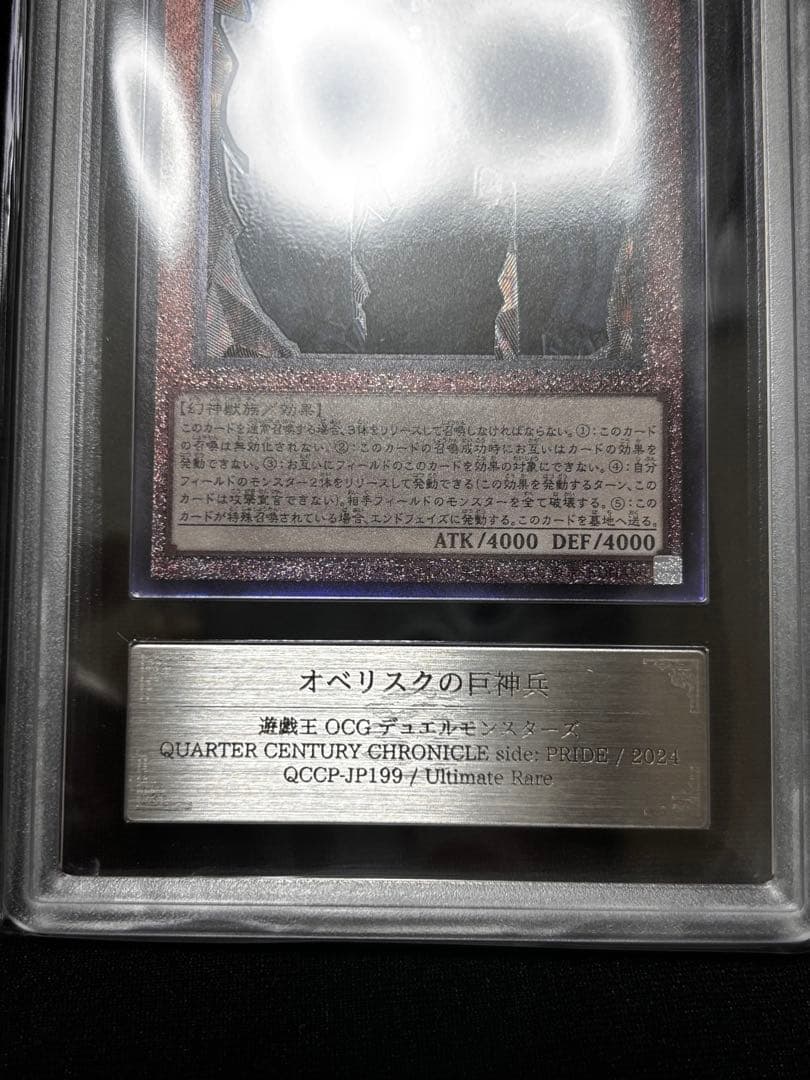 [幻神獣族/効果]
このカードを通常召喚する場合、3体をリリースして召喚しなければならない。①:このカード
の召喚は無効化されない。②:このカードの召喚成功時にお互いはカードの効果を
発動できない。③:お互いにフィールドのこのカードを効果の対象にできない。④:自分
フィールドのモンスター2体をリリースして発動できる(この効果を発動するターン、この
カードは攻撃宣言できない)。相手フィールドのモンスターを全て破壊する。⑤:この
カードが特殊召喚されている場合、エンドフェイズに発動する。このカードを墓地へ送る。
ATK/4000 DEF/4000
オベリスクの巨神兵
遊戯王 OCG デュエルモンスターズ
QUARTER CENTURY CHRONICLE side: PRIDE / 2024
QCCP-JP199 / Ultimate Rare